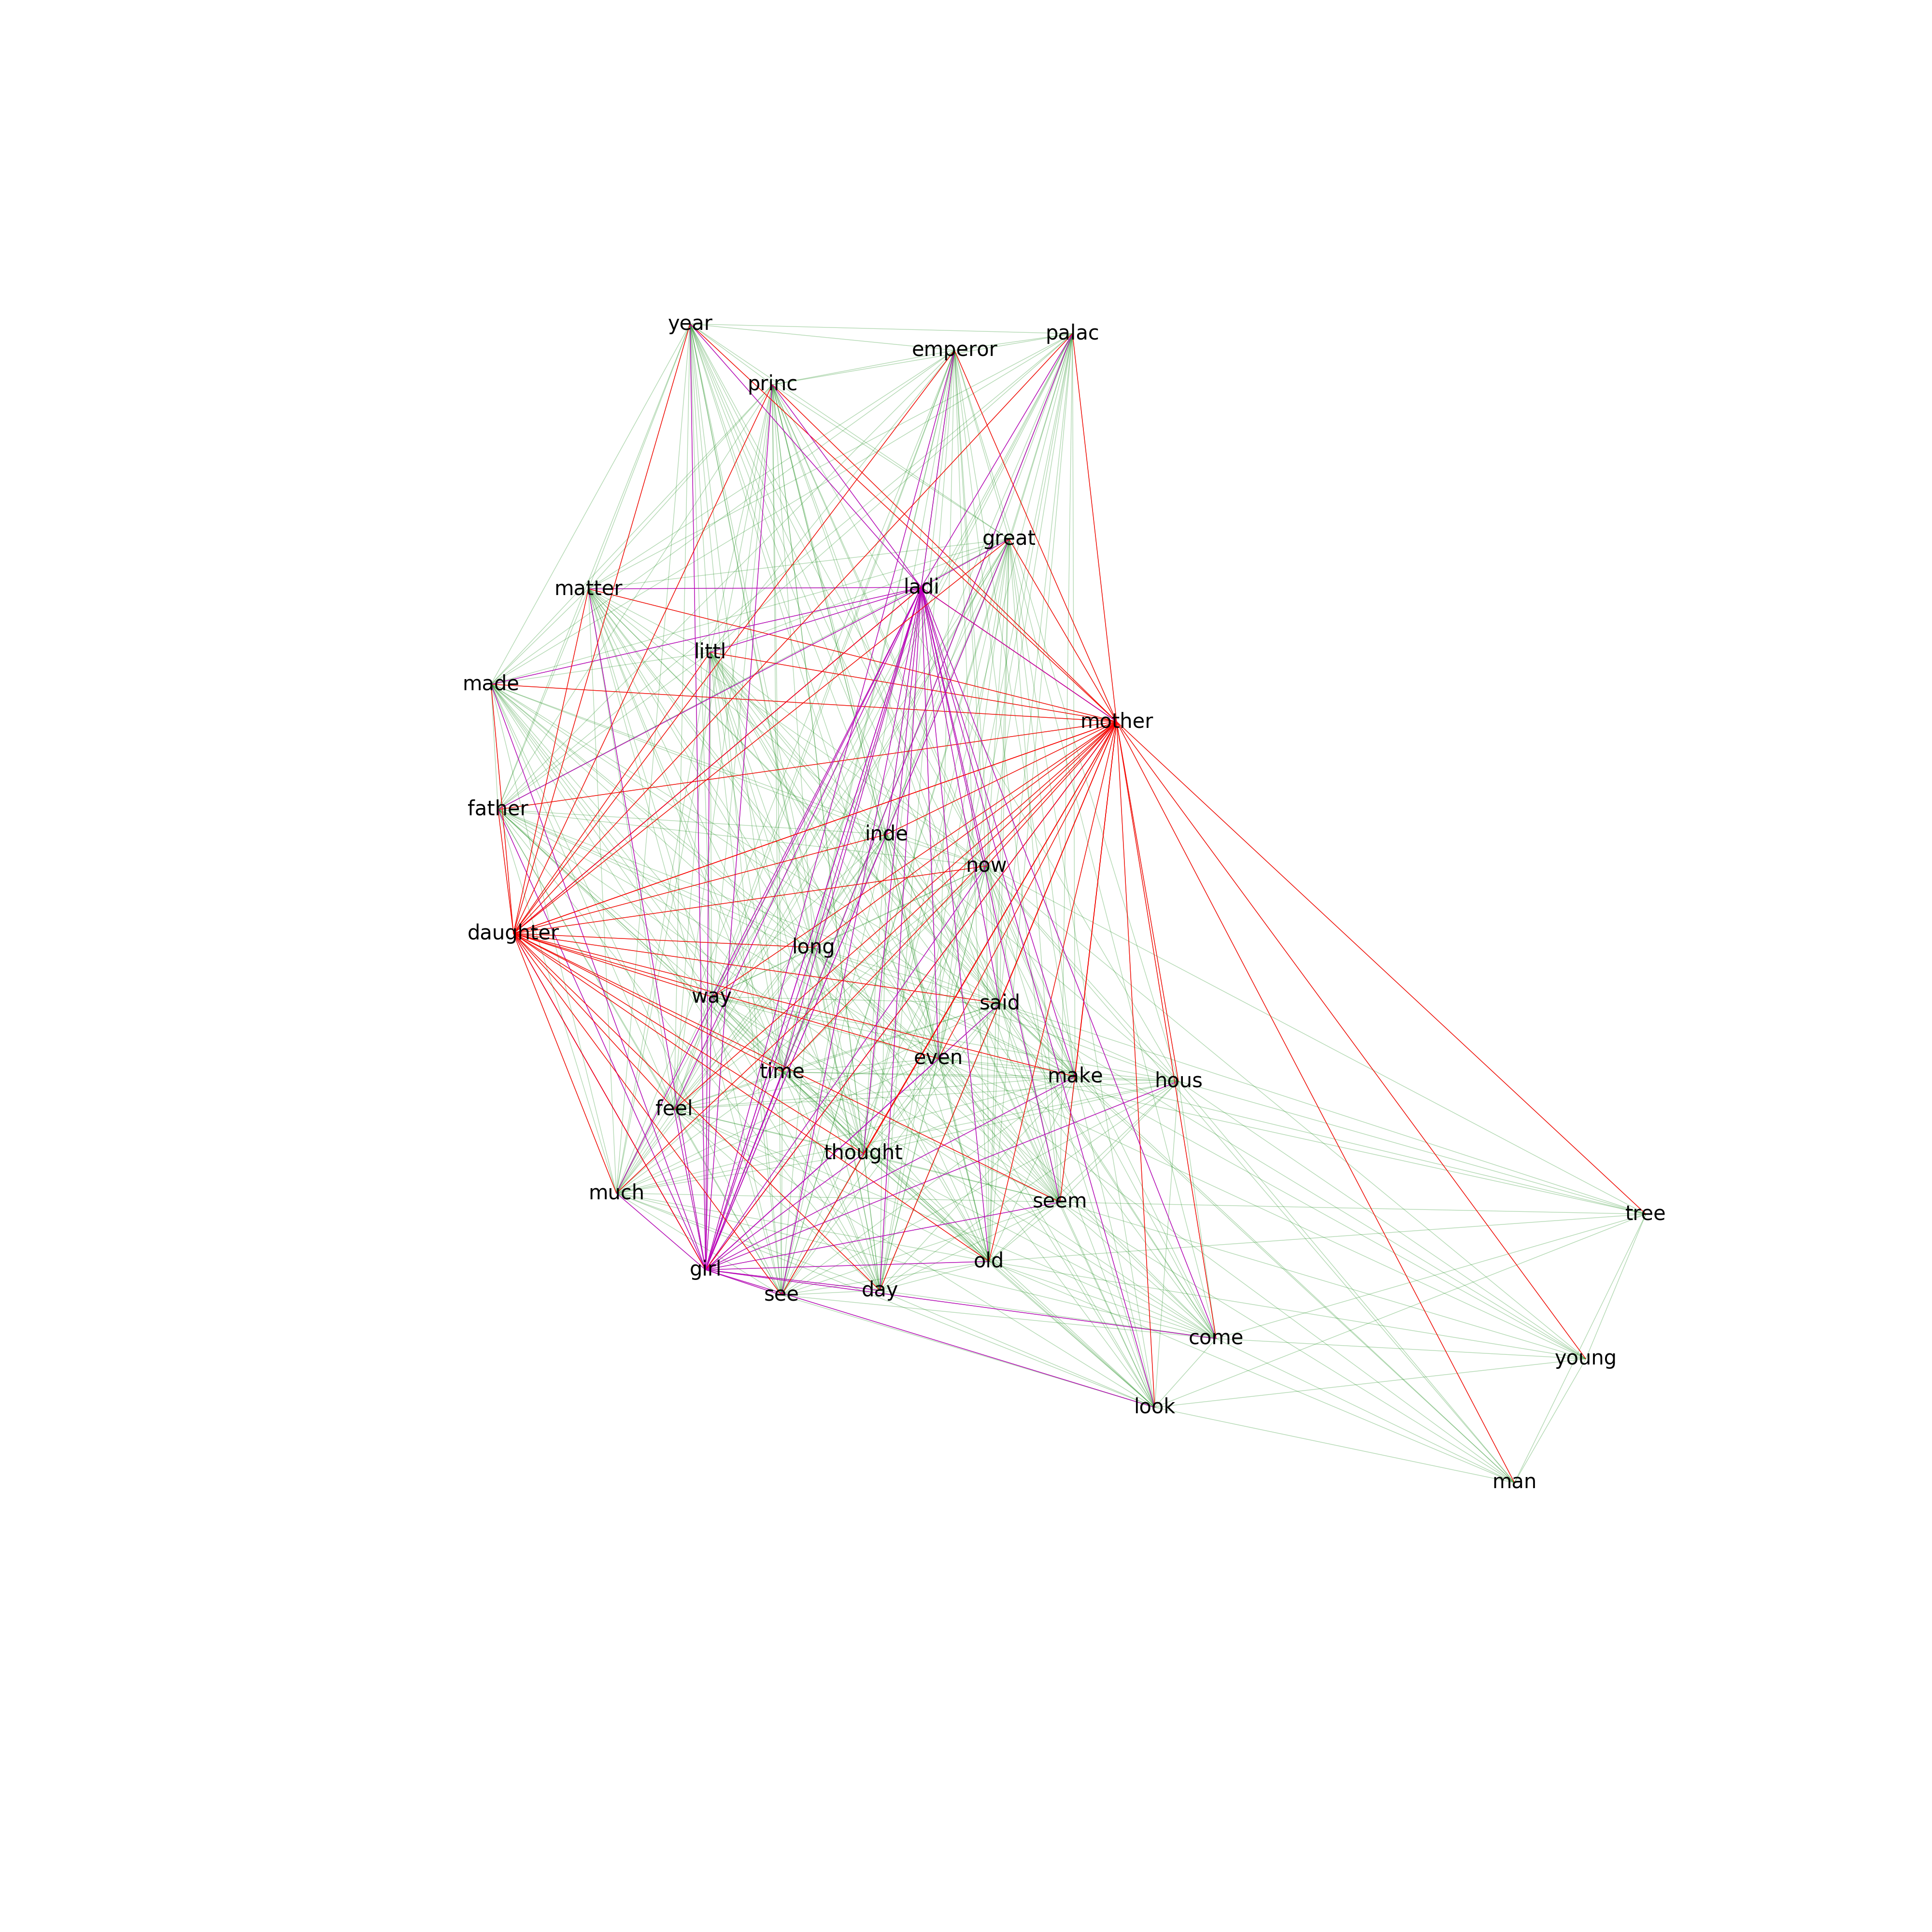 year
palac
emperor
princ
great
matter
ladi
littl
made
mother
father
inde
now
daughter
long
way
said
even
time
make
hous
feel
thought
much
seem
tree
old
girl
day
see
come
young
look
man